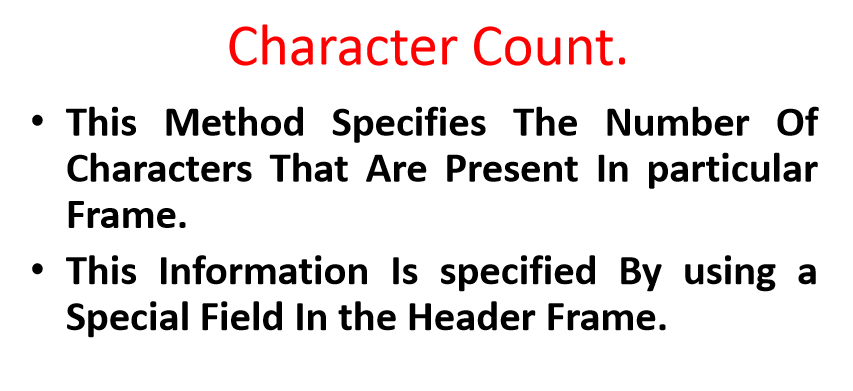 Character Count.
• This Method Specifies The Number Of
Characters That Are Present In particular
Frame.
• This Information Is specified By using a
Special Field In the Header Frame.